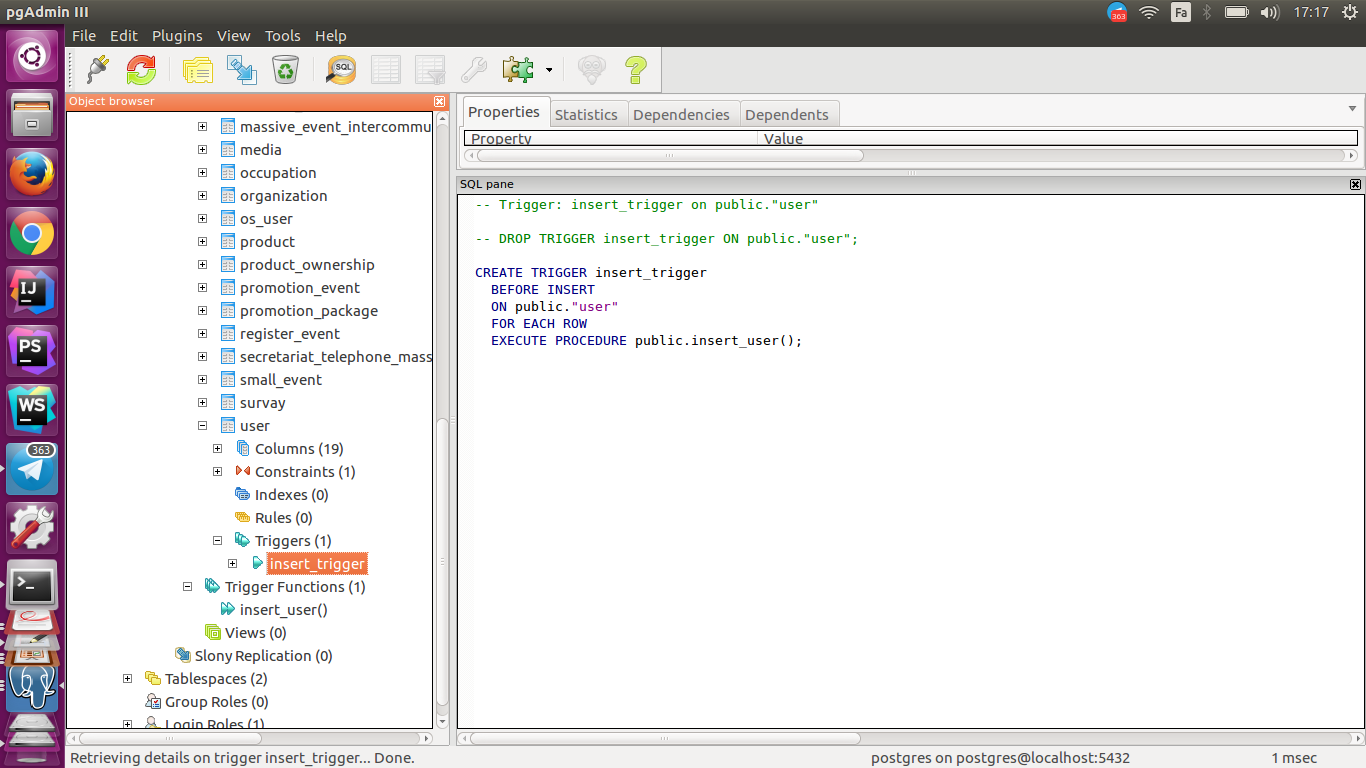 pgAdmin III
363
Fa
17:17
File Edit Plugins View Tools Help
SQL
Object browser
massive_event_intercommu
media
occupation
organization
os_user
product
product_ownership
promotion_event
promotion_package
register_event
secretariat_telephone_mass
small_event
survay
user
Columns (19)
Constraints (1)
Indexes (0)
Rules (0)
Triggers (1)
insert_trigger
Trigger Functions (1)
insert_user()
Views (0)
Slony Replication (0)
Tablespaces (2)
Group Roles (0)
Login Roles (1)
Properties Statistics Dependencies Dependents
Property Value
SQL pane
-- Trigger: insert_trigger on public."user"
-- DROP TRIGGER insert_trigger ON public."user";
CREATE TRIGGER insert_trigger
BEFORE INSERT
ON public."user"
FOR EACH ROW
EXECUTE PROCEDURE public.insert_user();
IJ
PS
WS
363
>_
Retrieving details on trigger insert_trigger... Done. postgres on postgres@localhost:5432 1 msec